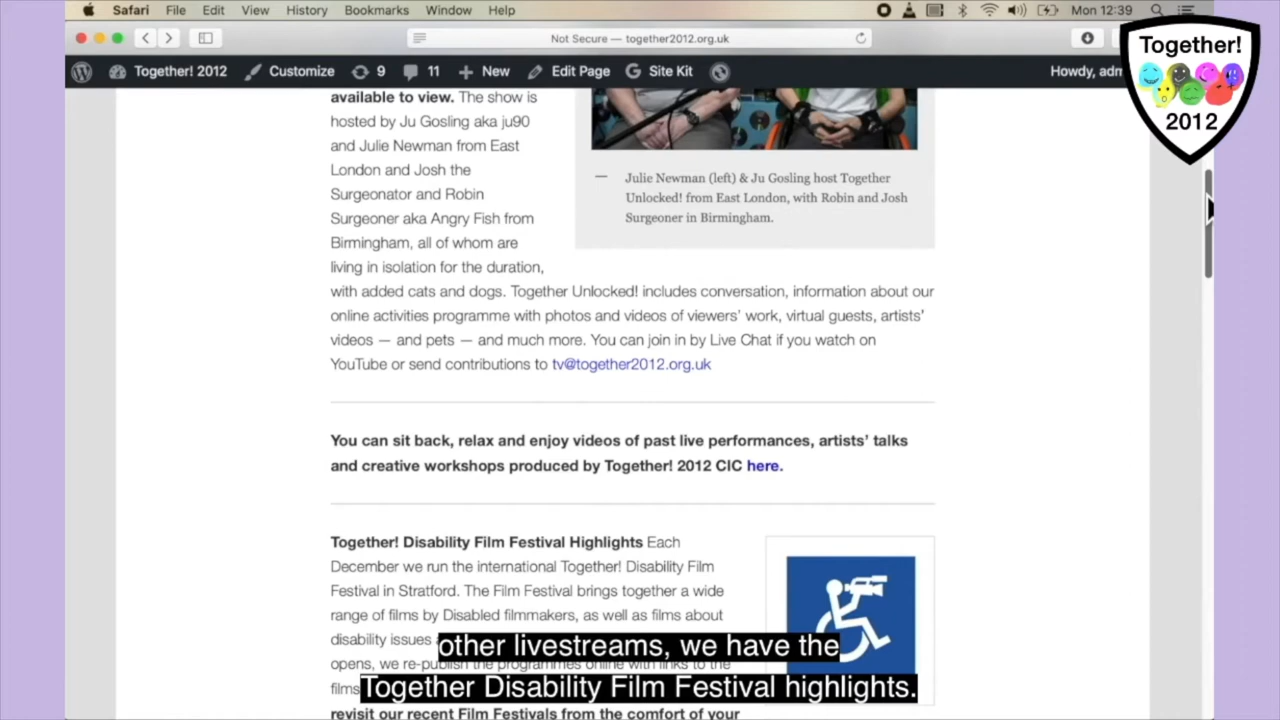 Safari File Edit View History Bookmarks Window Help Mon 12:39
Not Secure — together2012.org.uk
Together! 2012 Customize 9 11 New Edit Page Site Kit Howdy, adm
Together!
2012
available to view. The show is
hosted by Ju Gosling aka ju90
and Julie Newman from East
London and Josh the
Surgeonator and Robin
Surgeoner aka Angry Fish from
Birmingham, all of whom are
living in isolation for the duration,
with added cats and dogs. Together Unlocked! includes conversation, information about our
online activities programme with photos and videos of viewers’ work, virtual guests, artists’
videos — and pets — and much more. You can join in by Live Chat if you watch on
YouTube or send contributions to tv@together2012.org.uk
— Julie Newman (left) & Ju Gosling host Together
Unlocked! from East London, with Robin and Josh
Surgeoner in Birmingham.
You can sit back, relax and enjoy videos of past live performances, artists’ talks
and creative workshops produced by Together! 2012 CIC here.
Together! Disability Film Festival Highlights Each
December we run the international Together! Disability Film
Festival in Stratford. The Film Festival brings together a wide
range of films by Disabled filmmakers, as well as films about
disability issues
opens, we re-publish the programmes online with links to the
films
revisit our recent Film Festivals from the comfort of your
other livestreams, we have the
Together Disability Film Festival highlights.